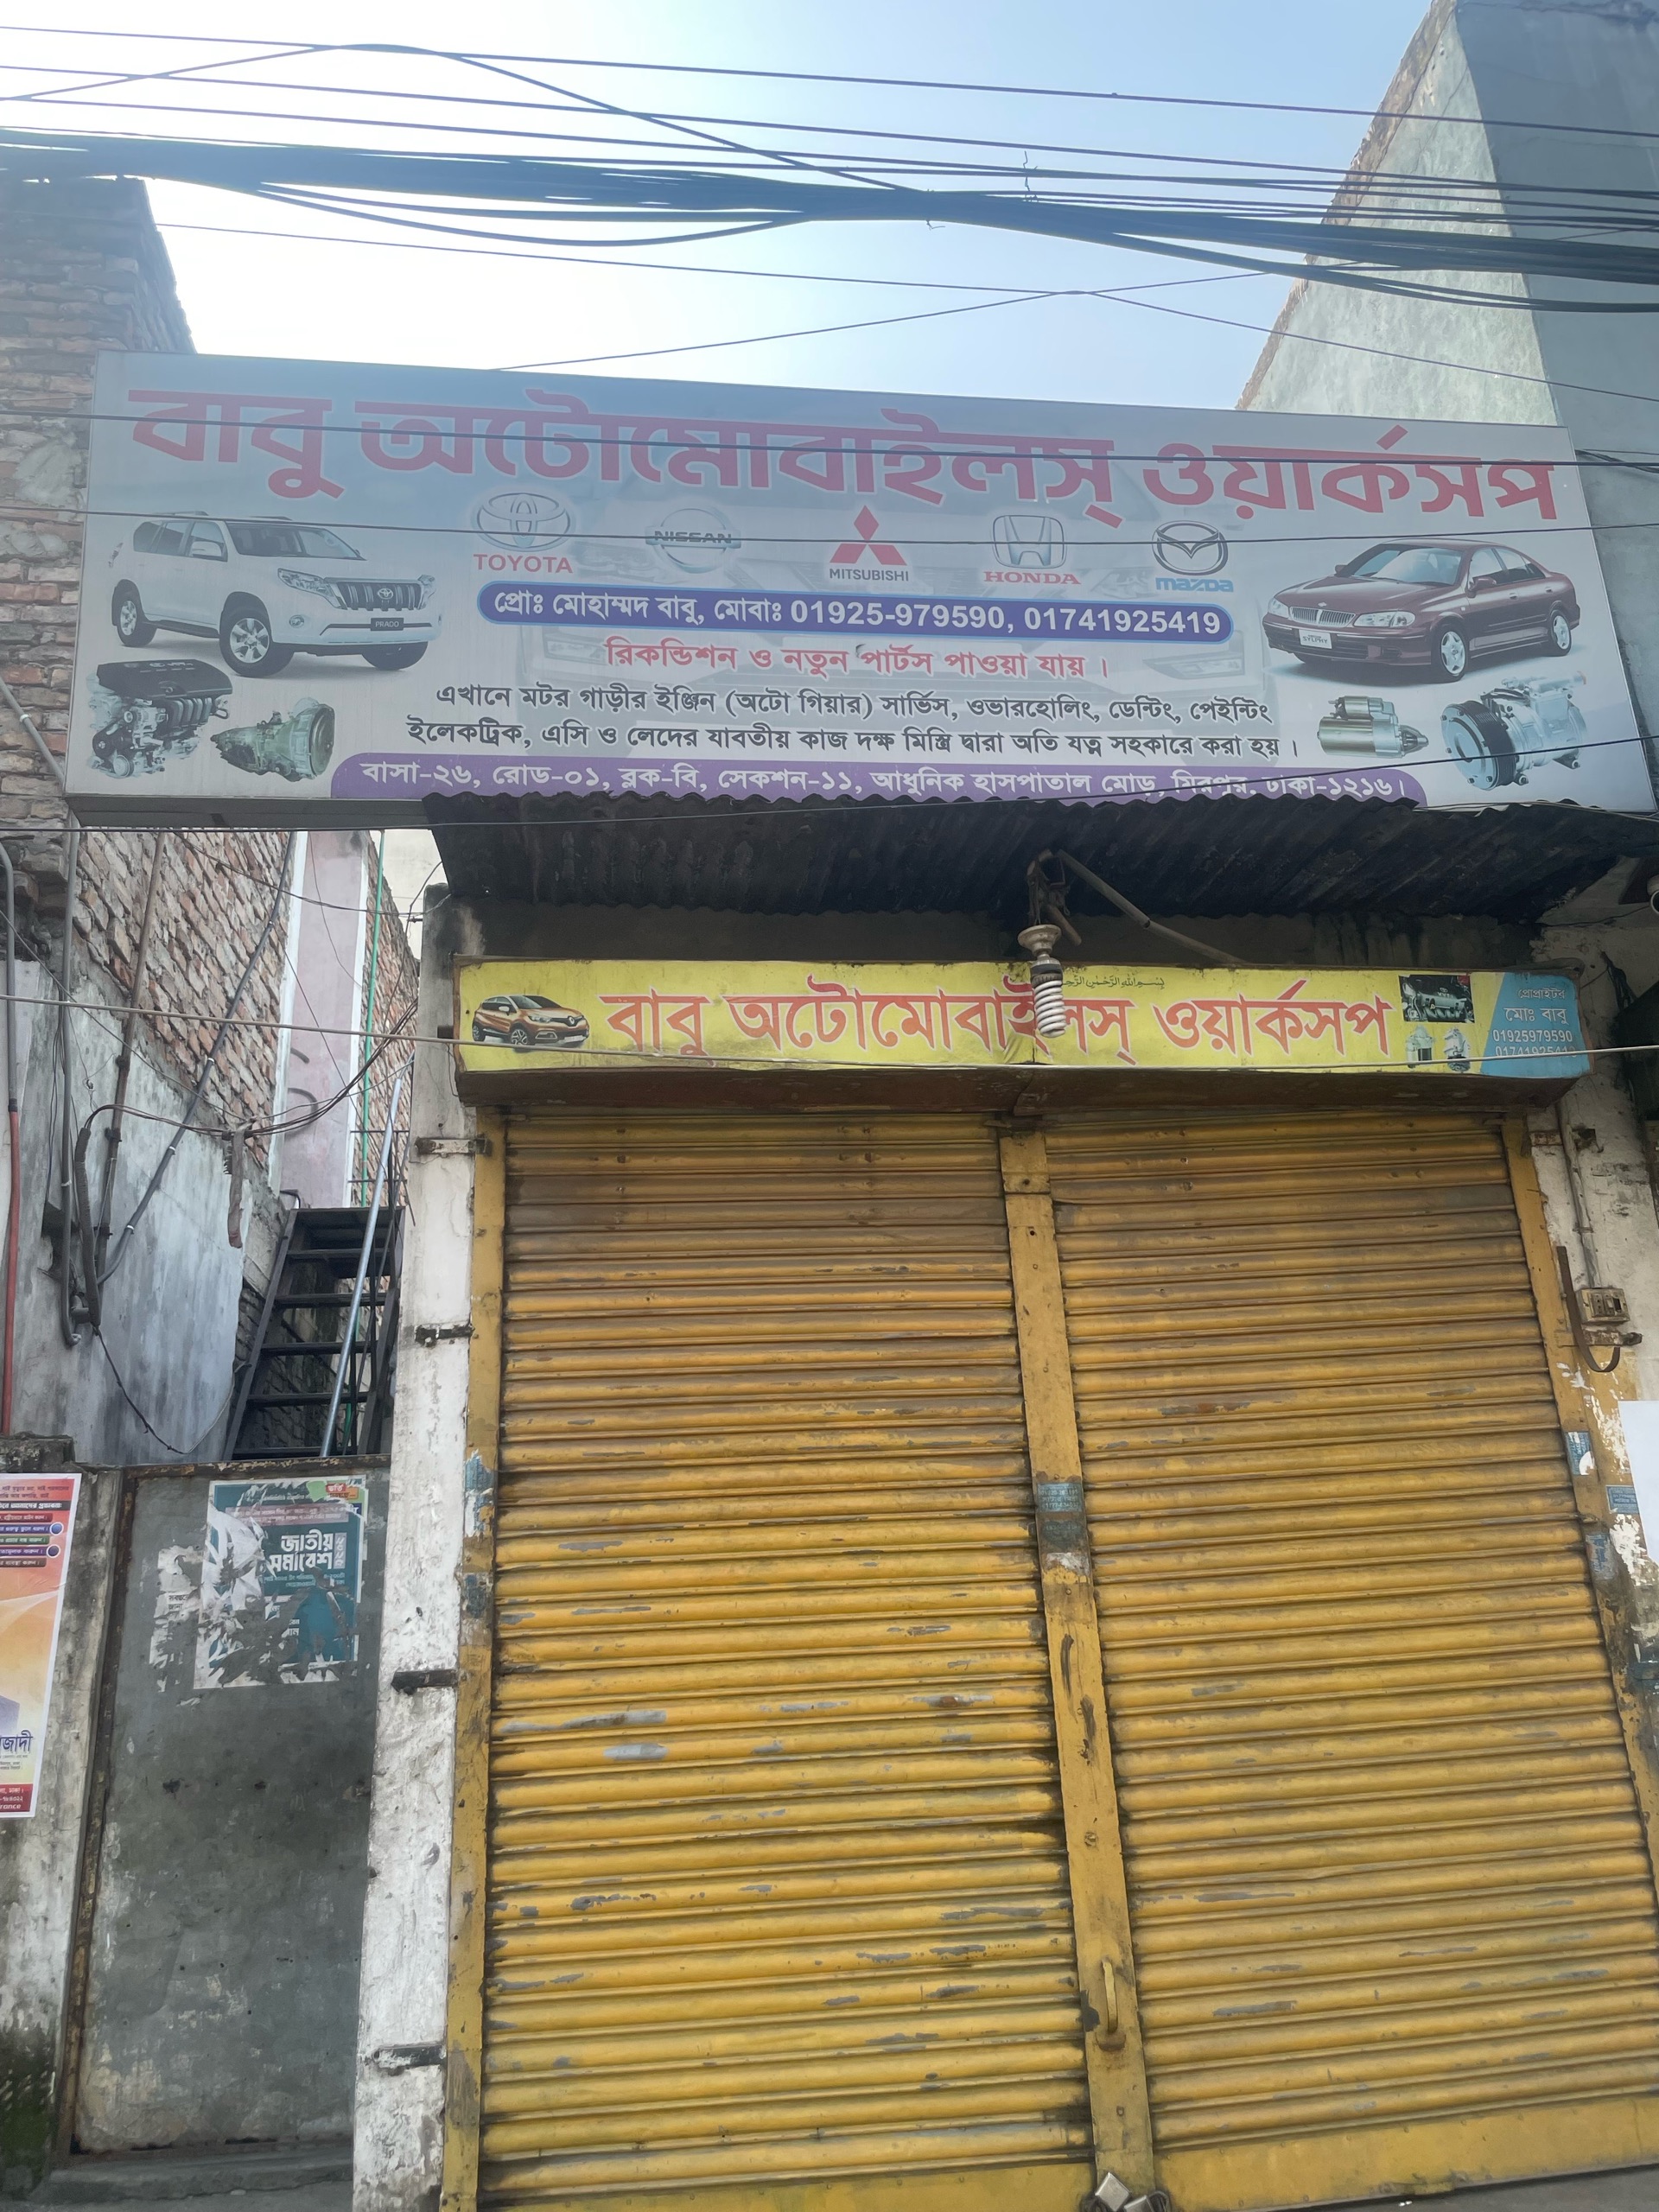 বাবু অটোমোবাইলস্ ওয়ার্কসপ
TOYOTA
NISSAN
MITSUBISHI
HONDA
mazda
PRADO
প্রোঃ মোহাম্মদ বাবু, মোবাঃ 01925-979590, 01741925419
রিকন্ডিশন ও নতুন পার্টস পাওয়া যায় ।
এখানে মটর গাড়ীর ইঞ্জিন (অটো গিয়ার) সার্ভিস, ওভারহোলিং, ডেন্টিং, পেইন্টিং
ইলেকট্রিক, এসি ও লেদের যাবতীয় কাজ দক্ষ মিস্ত্রি দ্বারা অতি যত্ন সহকারে করা হয় ।
বাসা-২৬, রোড-০১, ব্লক-বি, সেকশন-১১, আধুনিক হাসপাতাল মোড়, মিরপুর, ঢাকা-১২১৬।
বাবু অটোমোবাইলস্ ওয়ার্কসপ
প্রোপ্রাইটর
মোঃ বাবু
01925979590
জাতীয়
সমাবেশ